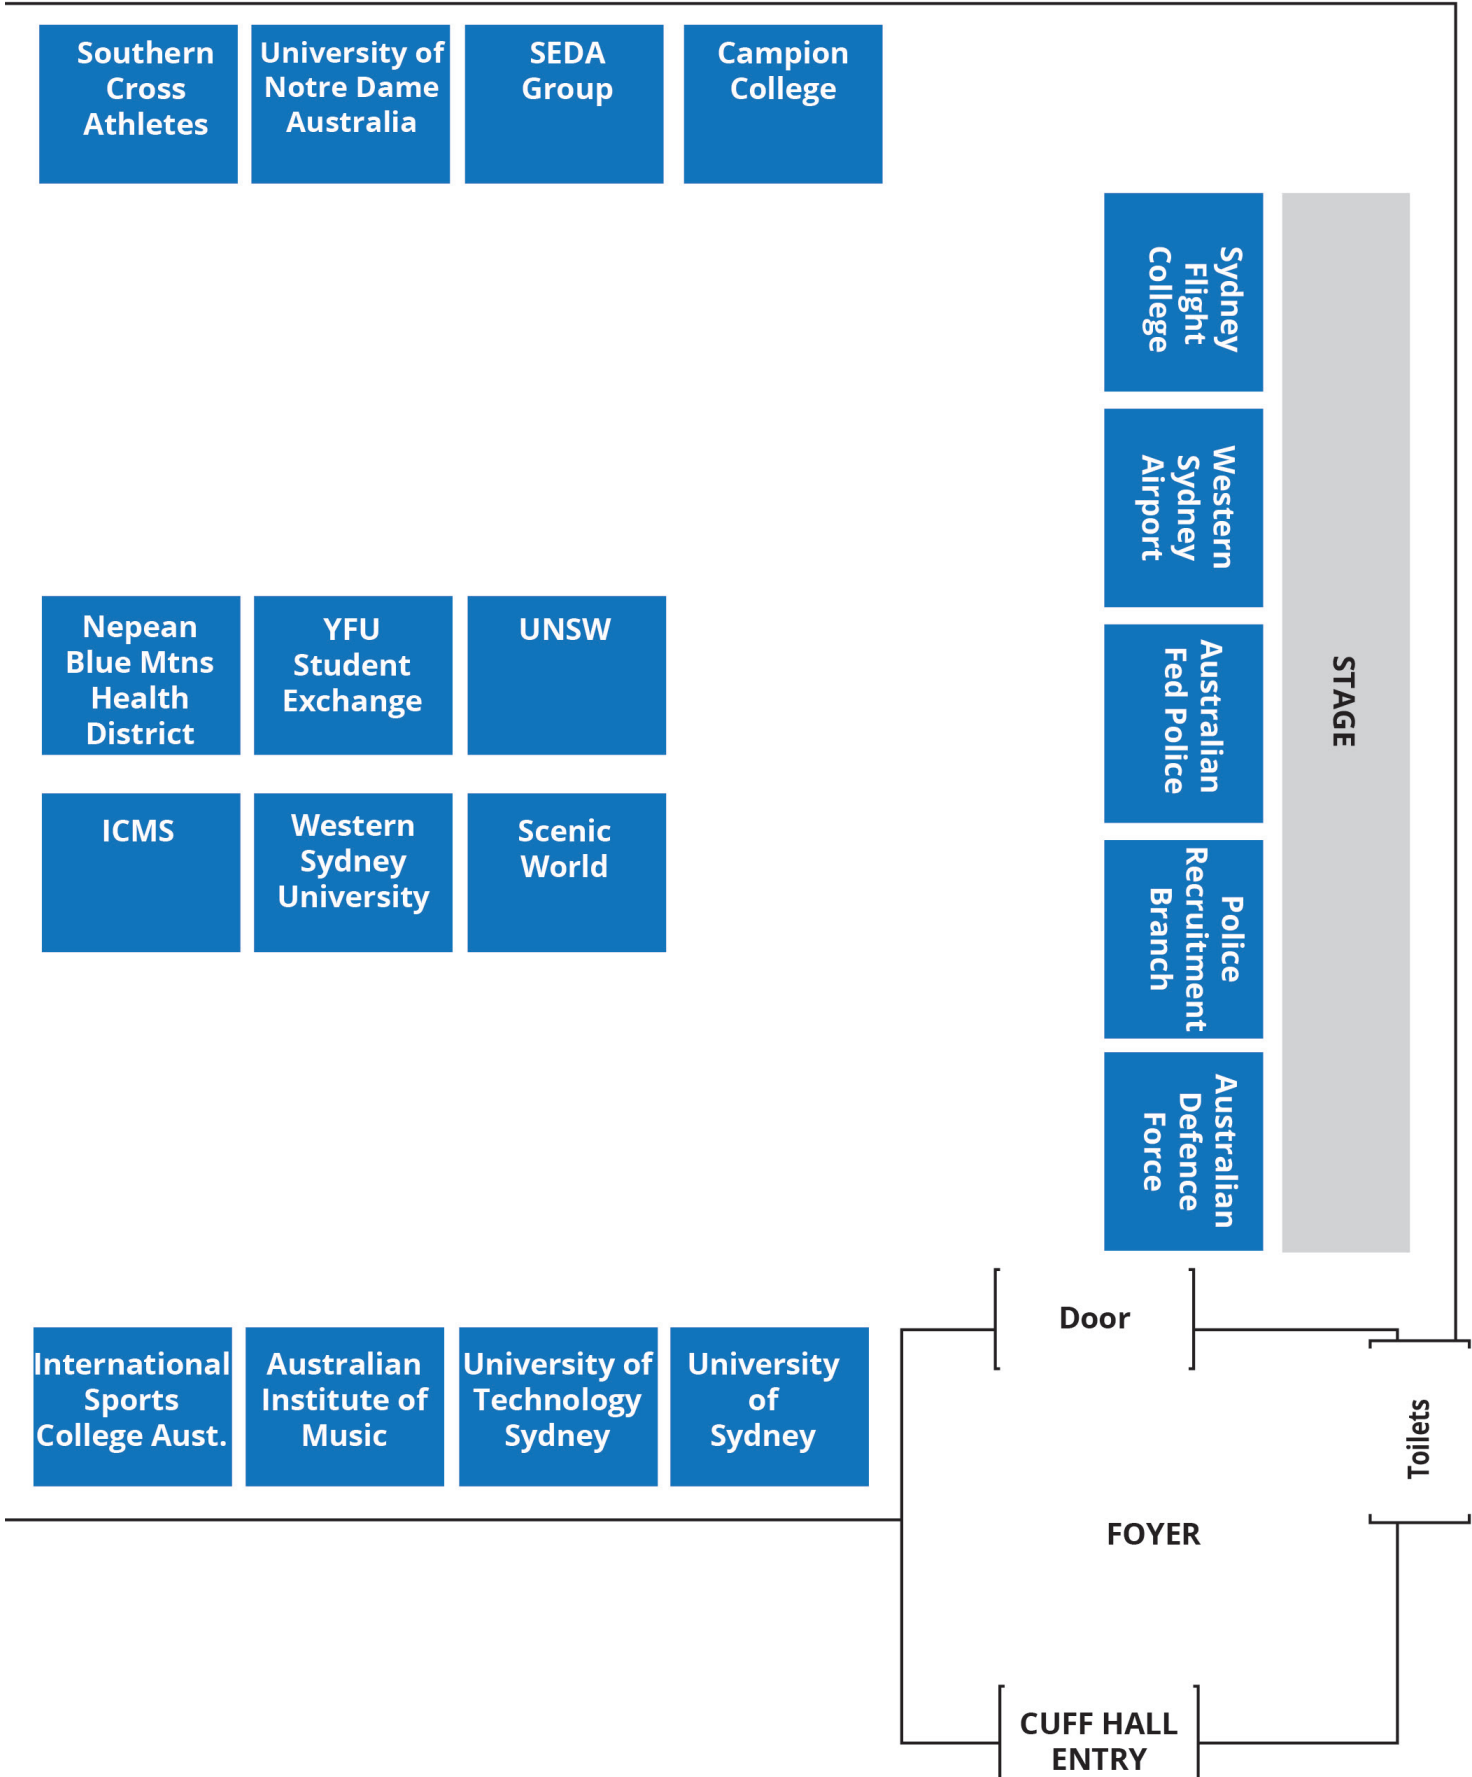 Southern
Cross
Athletes
University of
Notre Dame
Australia
SEDA
Group
Campion
College
Sydney
Flight
College
Western
Sydney
Airport
Australian
Fed Police
Police
Recruitment
Branch
Australian
Defence
Force
STAGE
Nepean
Blue Mtns
Health
District
YFU
Student
Exchange
UNSW
ICMS
Western
Sydney
University
Scenic
World
International
Sports
College Aust.
Australian
Institute of
Music
University of
Technology
Sydney
University
of
Sydney
Door
Toilets
FOYER
CUFF HALL
ENTRY